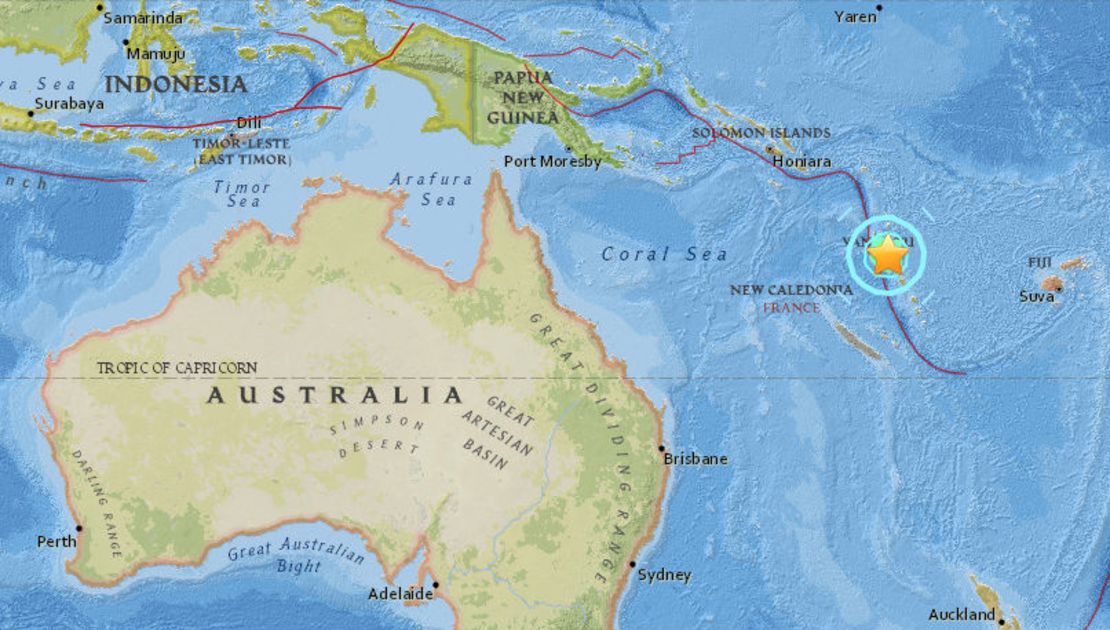 Samarinda
Yaren
Mamuju
Sea
INDONESIA
Surabaya
PAPUA
NEW
GUINEA
Dili
TIMOR-LESTE
(EAST TIMOR)
SOLOMON ISLANDS
Port Moresby
Honiara
Timor
Sea
Arafura
Sea
Coral Sea
FIJI
Suva
NEW CALEDONIA
FRANCE
TROPIC OF CAPRICORN
AUSTRALIA
SIMPSON
DESERT
GREAT
ARTESIAN
BASIN
GREAT DIVIDING RANGE
Brisbane
DARLING RANGE
Perth
Great Australian
Bight
Adelaide
Sydney
Auckland